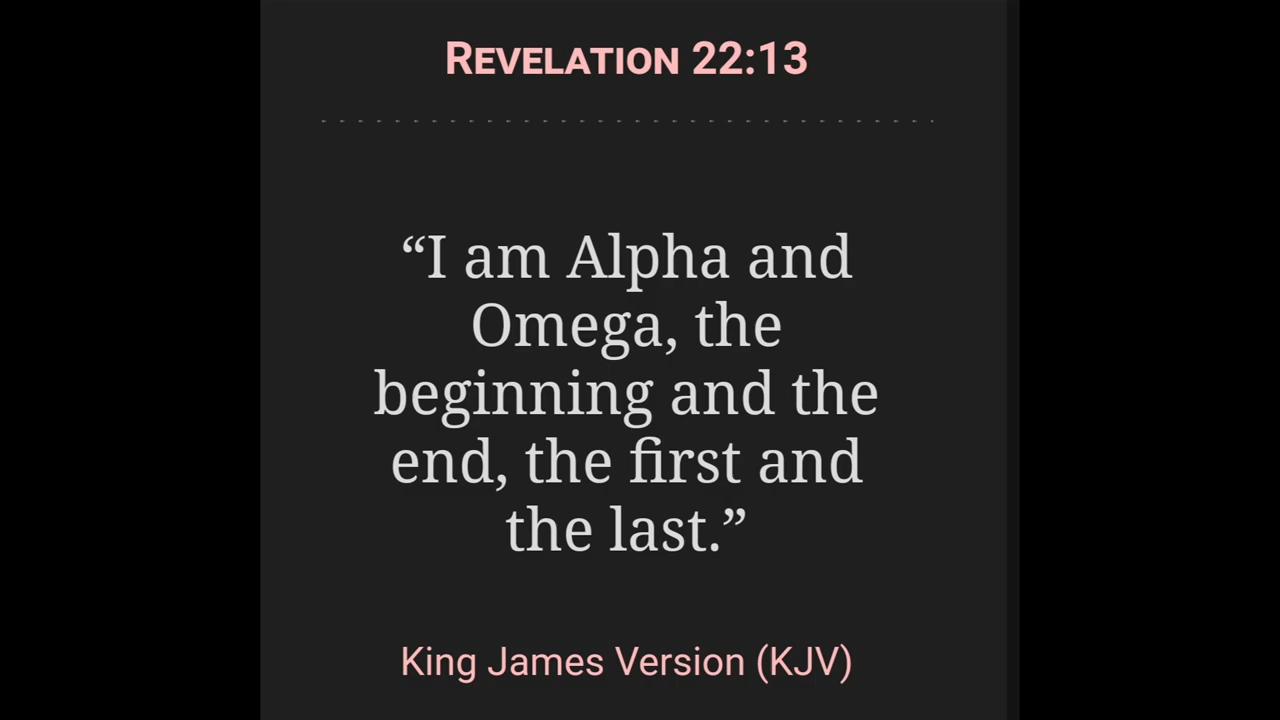 Revelation 22:13
“I am Alpha and
Omega, the
beginning and the
end, the first and
the last.”
King James Version (KJV)